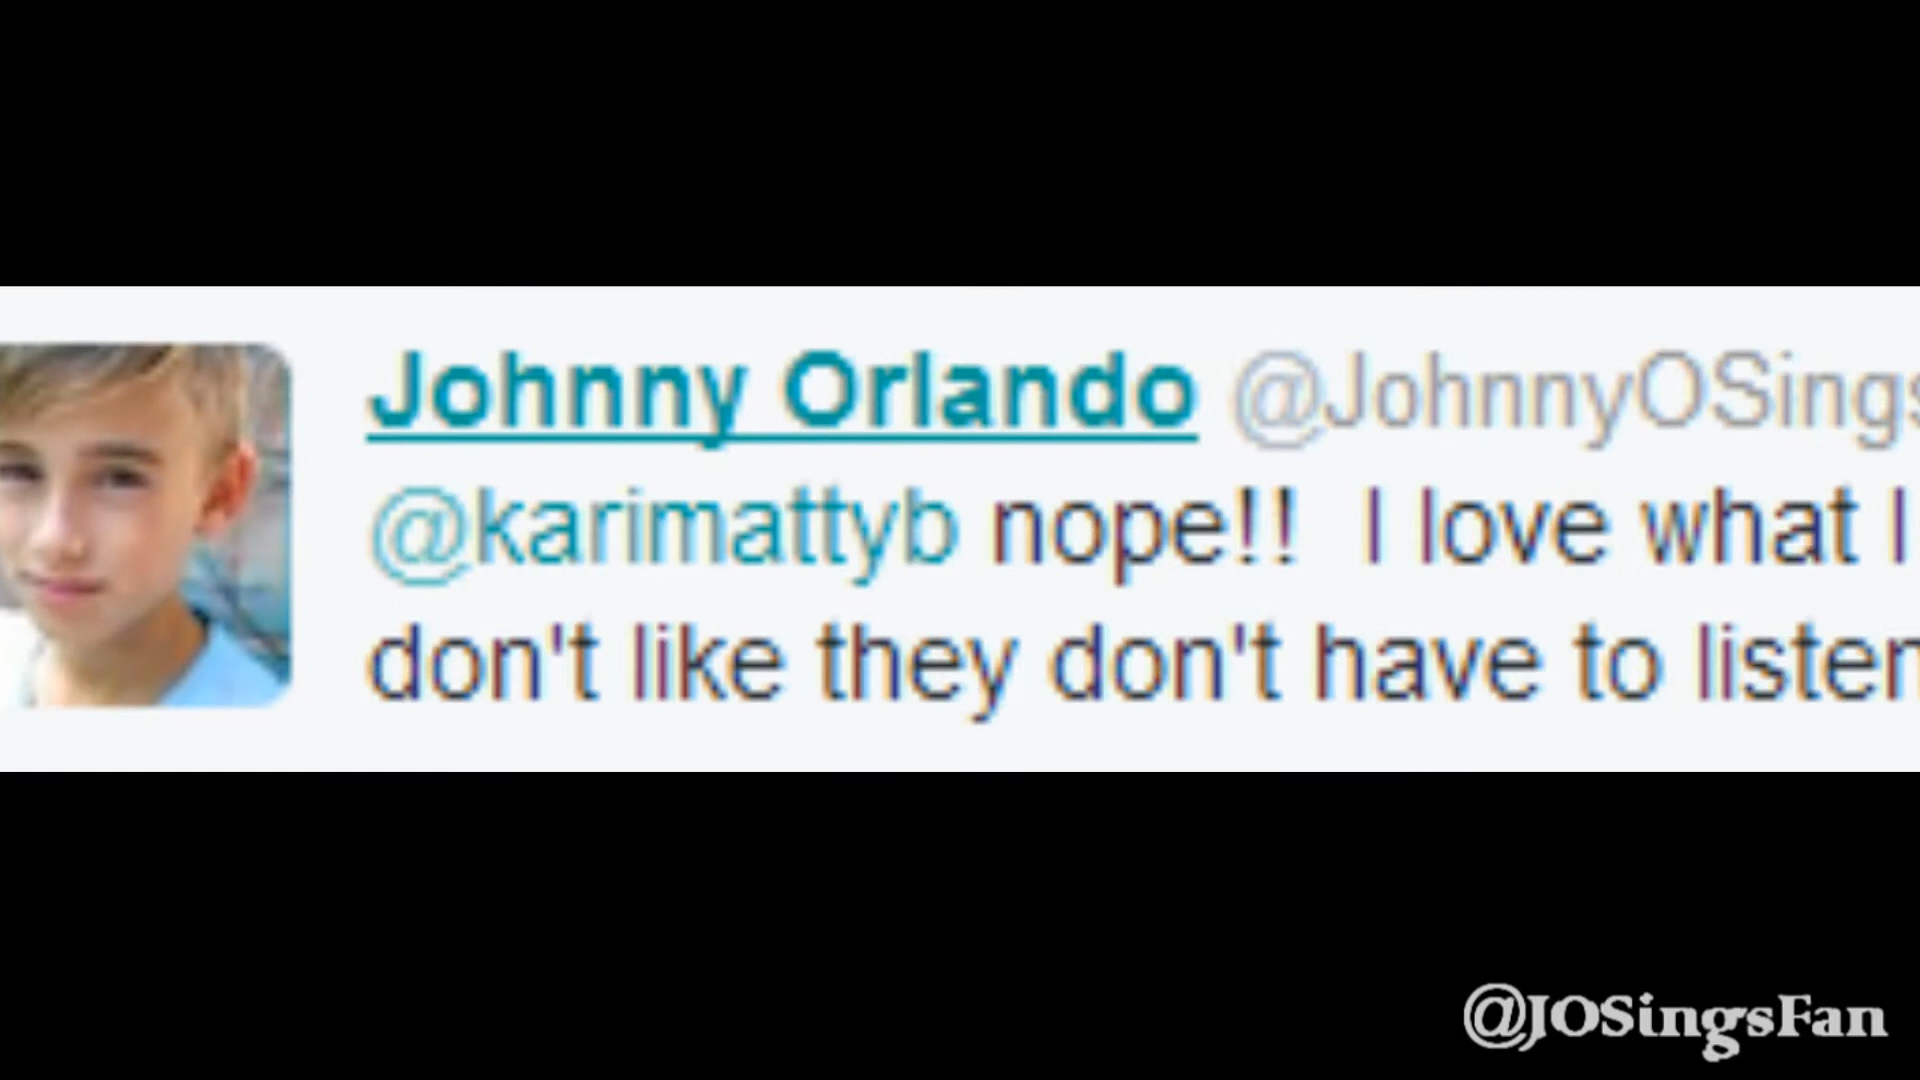 Johnny Orlando @JohnnyOSings
@karimattyb nope!! I love what I
don't like they don't have to listen
@JOSingsFan